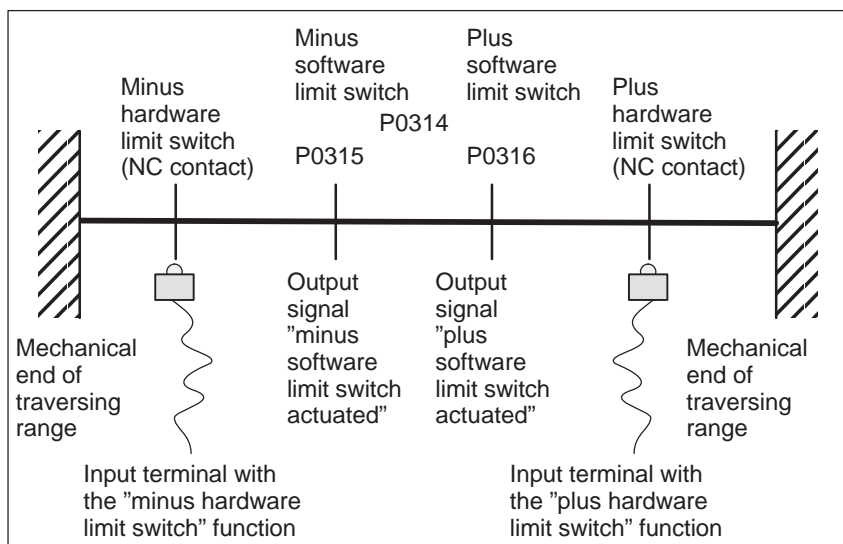 Minus
software
limit switch
Plus
software
limit switch
Minus
hardware
limit switch
(NC contact)
P0314
Plus
hardware
limit switch
(NC contact)
P0315
P0316
Output
signal
”minus
software
limit switch
actuated”
Output
signal
”plus
software
limit switch
actuated”
Mechanical
end of
traversing
range
Mechanical
end of
traversing
range
Input terminal with
the ”minus hardware
limit switch” function
Input terminal with
the ”plus hardware
limit switch” function